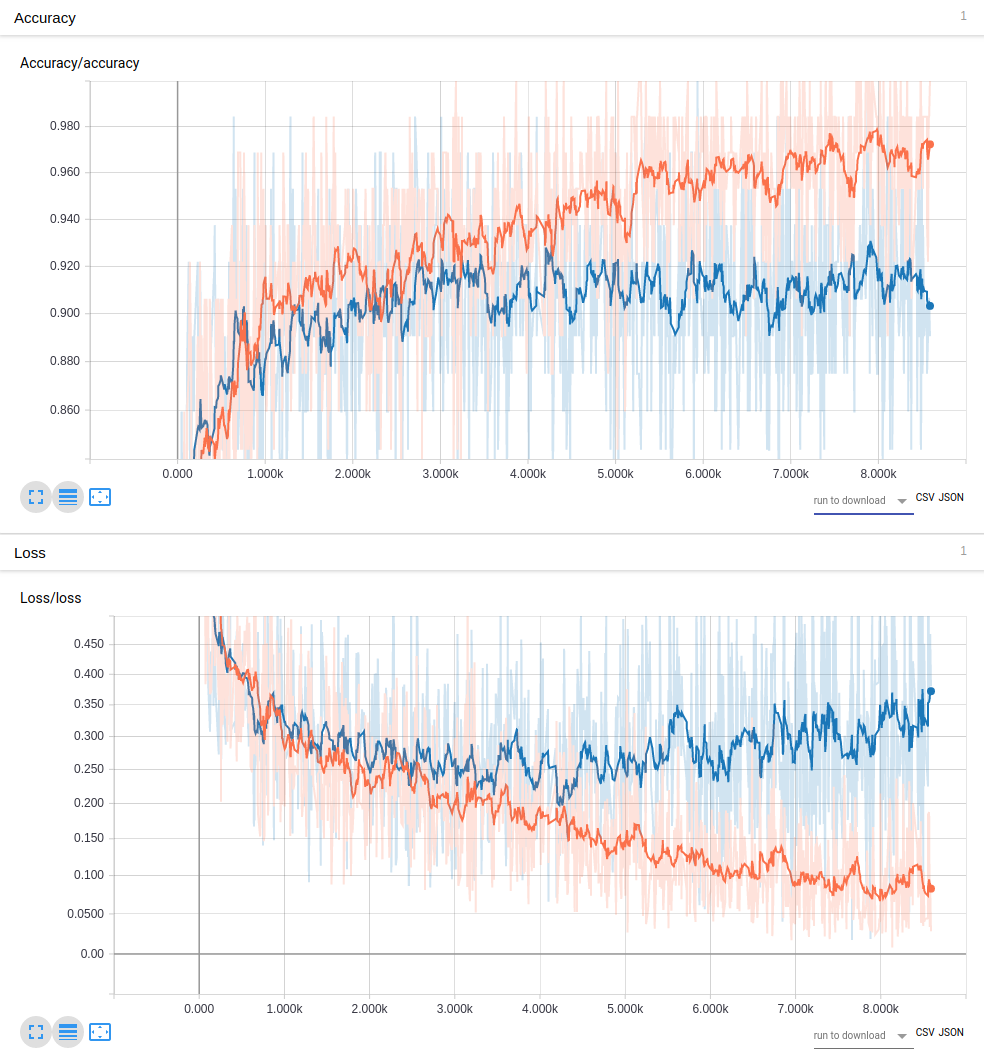 Accuracy 1
Accuracy/accuracy
0.980
0.960
0.940
0.920
0.900
0.880
0.860
0.000 1.000k 2.000k 3.000k 4.000k 5.000k 6.000k 7.000k 8.000k
run to download CSV JSON
Loss 1
Loss/loss
0.450
0.400
0.350
0.300
0.250
0.200
0.150
0.100
0.0500
0.00
0.000 1.000k 2.000k 3.000k 4.000k 5.000k 6.000k 7.000k 8.000k
run to download CSV JSON